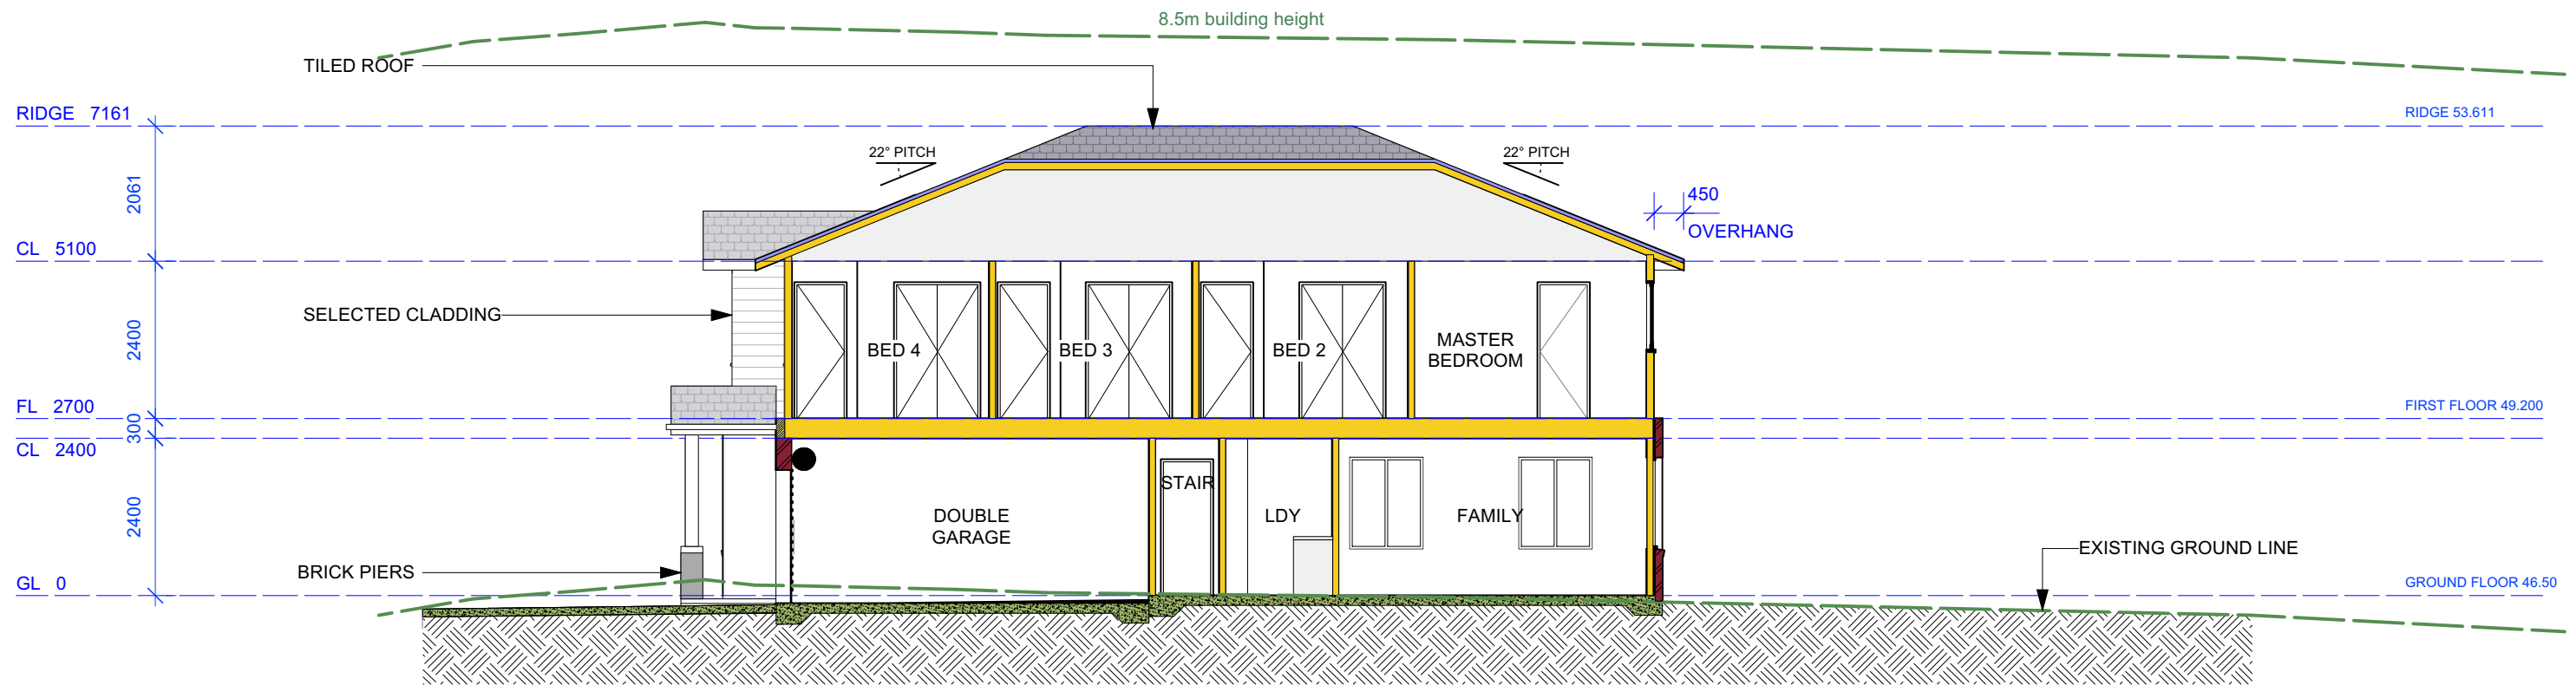 8.5m building height
TILED ROOF
RIDGE 7161
RIDGE 53.611
22° PITCH
22° PITCH
2061
450
OVERHANG
CL 5100
SELECTED CLADDING
2400
BED 4
BED 3
BED 2
MASTER
BEDROOM
FL 2700
FIRST FLOOR 49.200
300
CL 2400
2400
STAIR
DOUBLE
GARAGE
LDY
FAMILY
EXISTING GROUND LINE
BRICK PIERS
GL 0
GROUND FLOOR 46.50